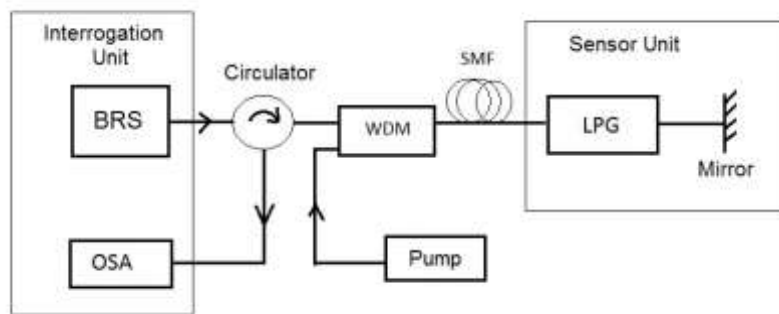 Interrogation
Unit
BRS
OSA
Circulator
WDM
Pump
SMF
Sensor Unit
LPG
Mirror